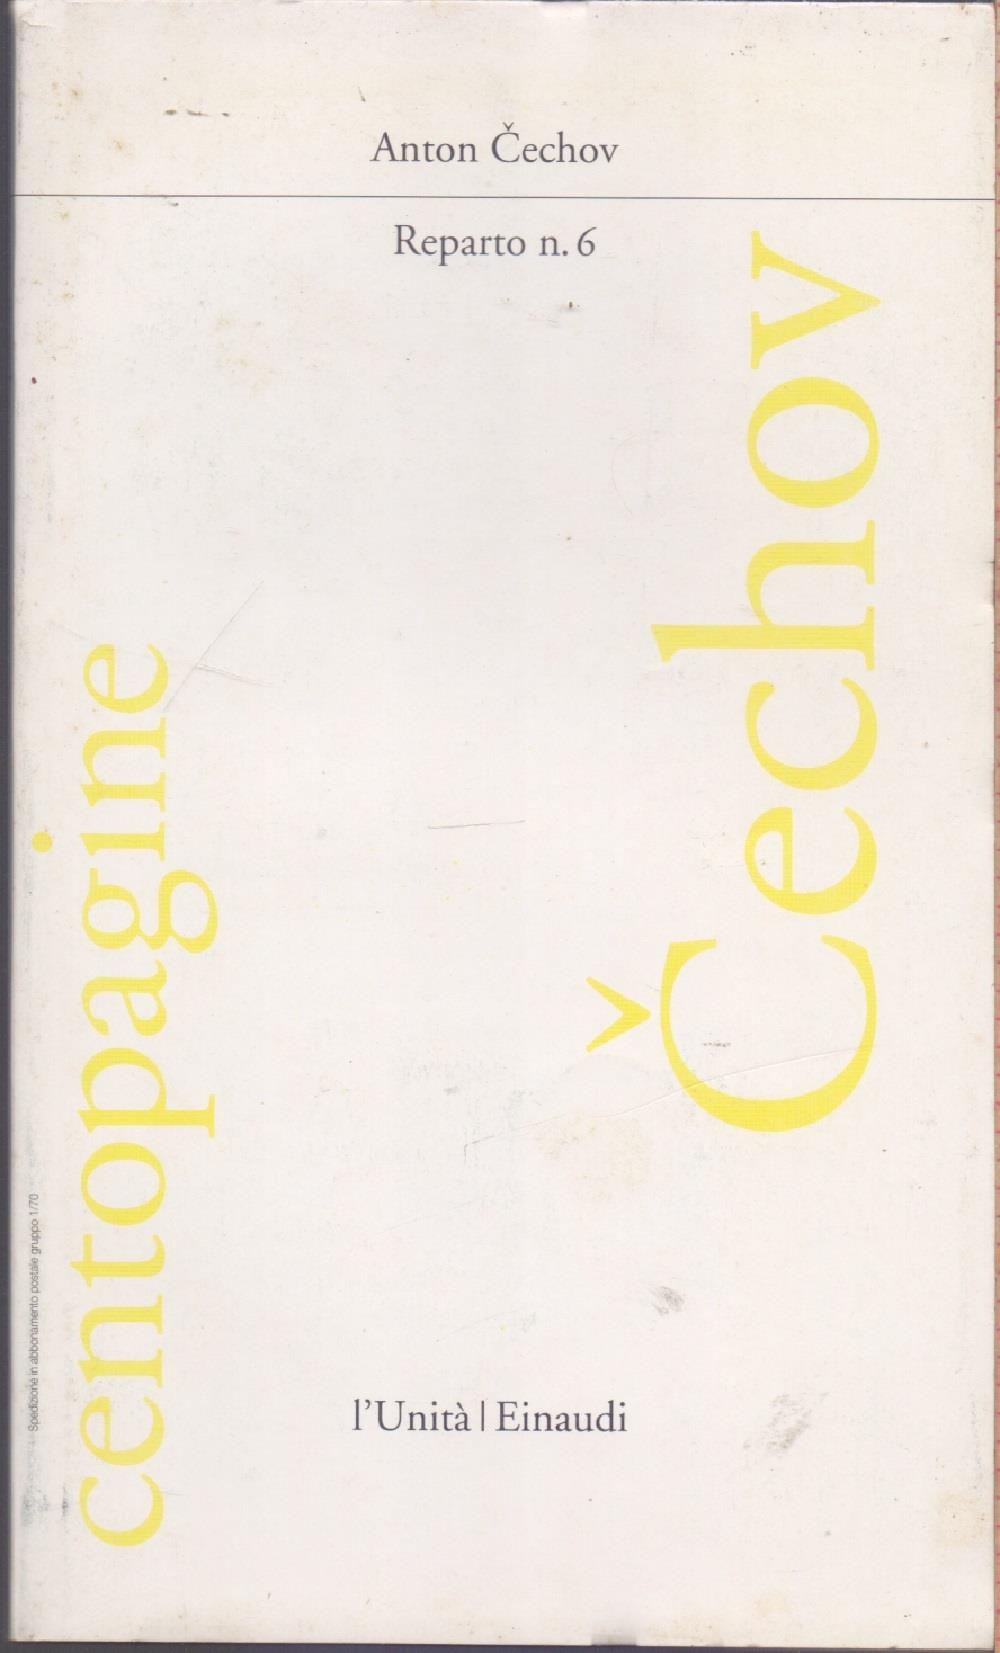 Anton Čechov
Reparto n. 6
Čechov
centopagine
Spedizione in abbonamento postale gruppo 1/70
l'Unità | Einaudi